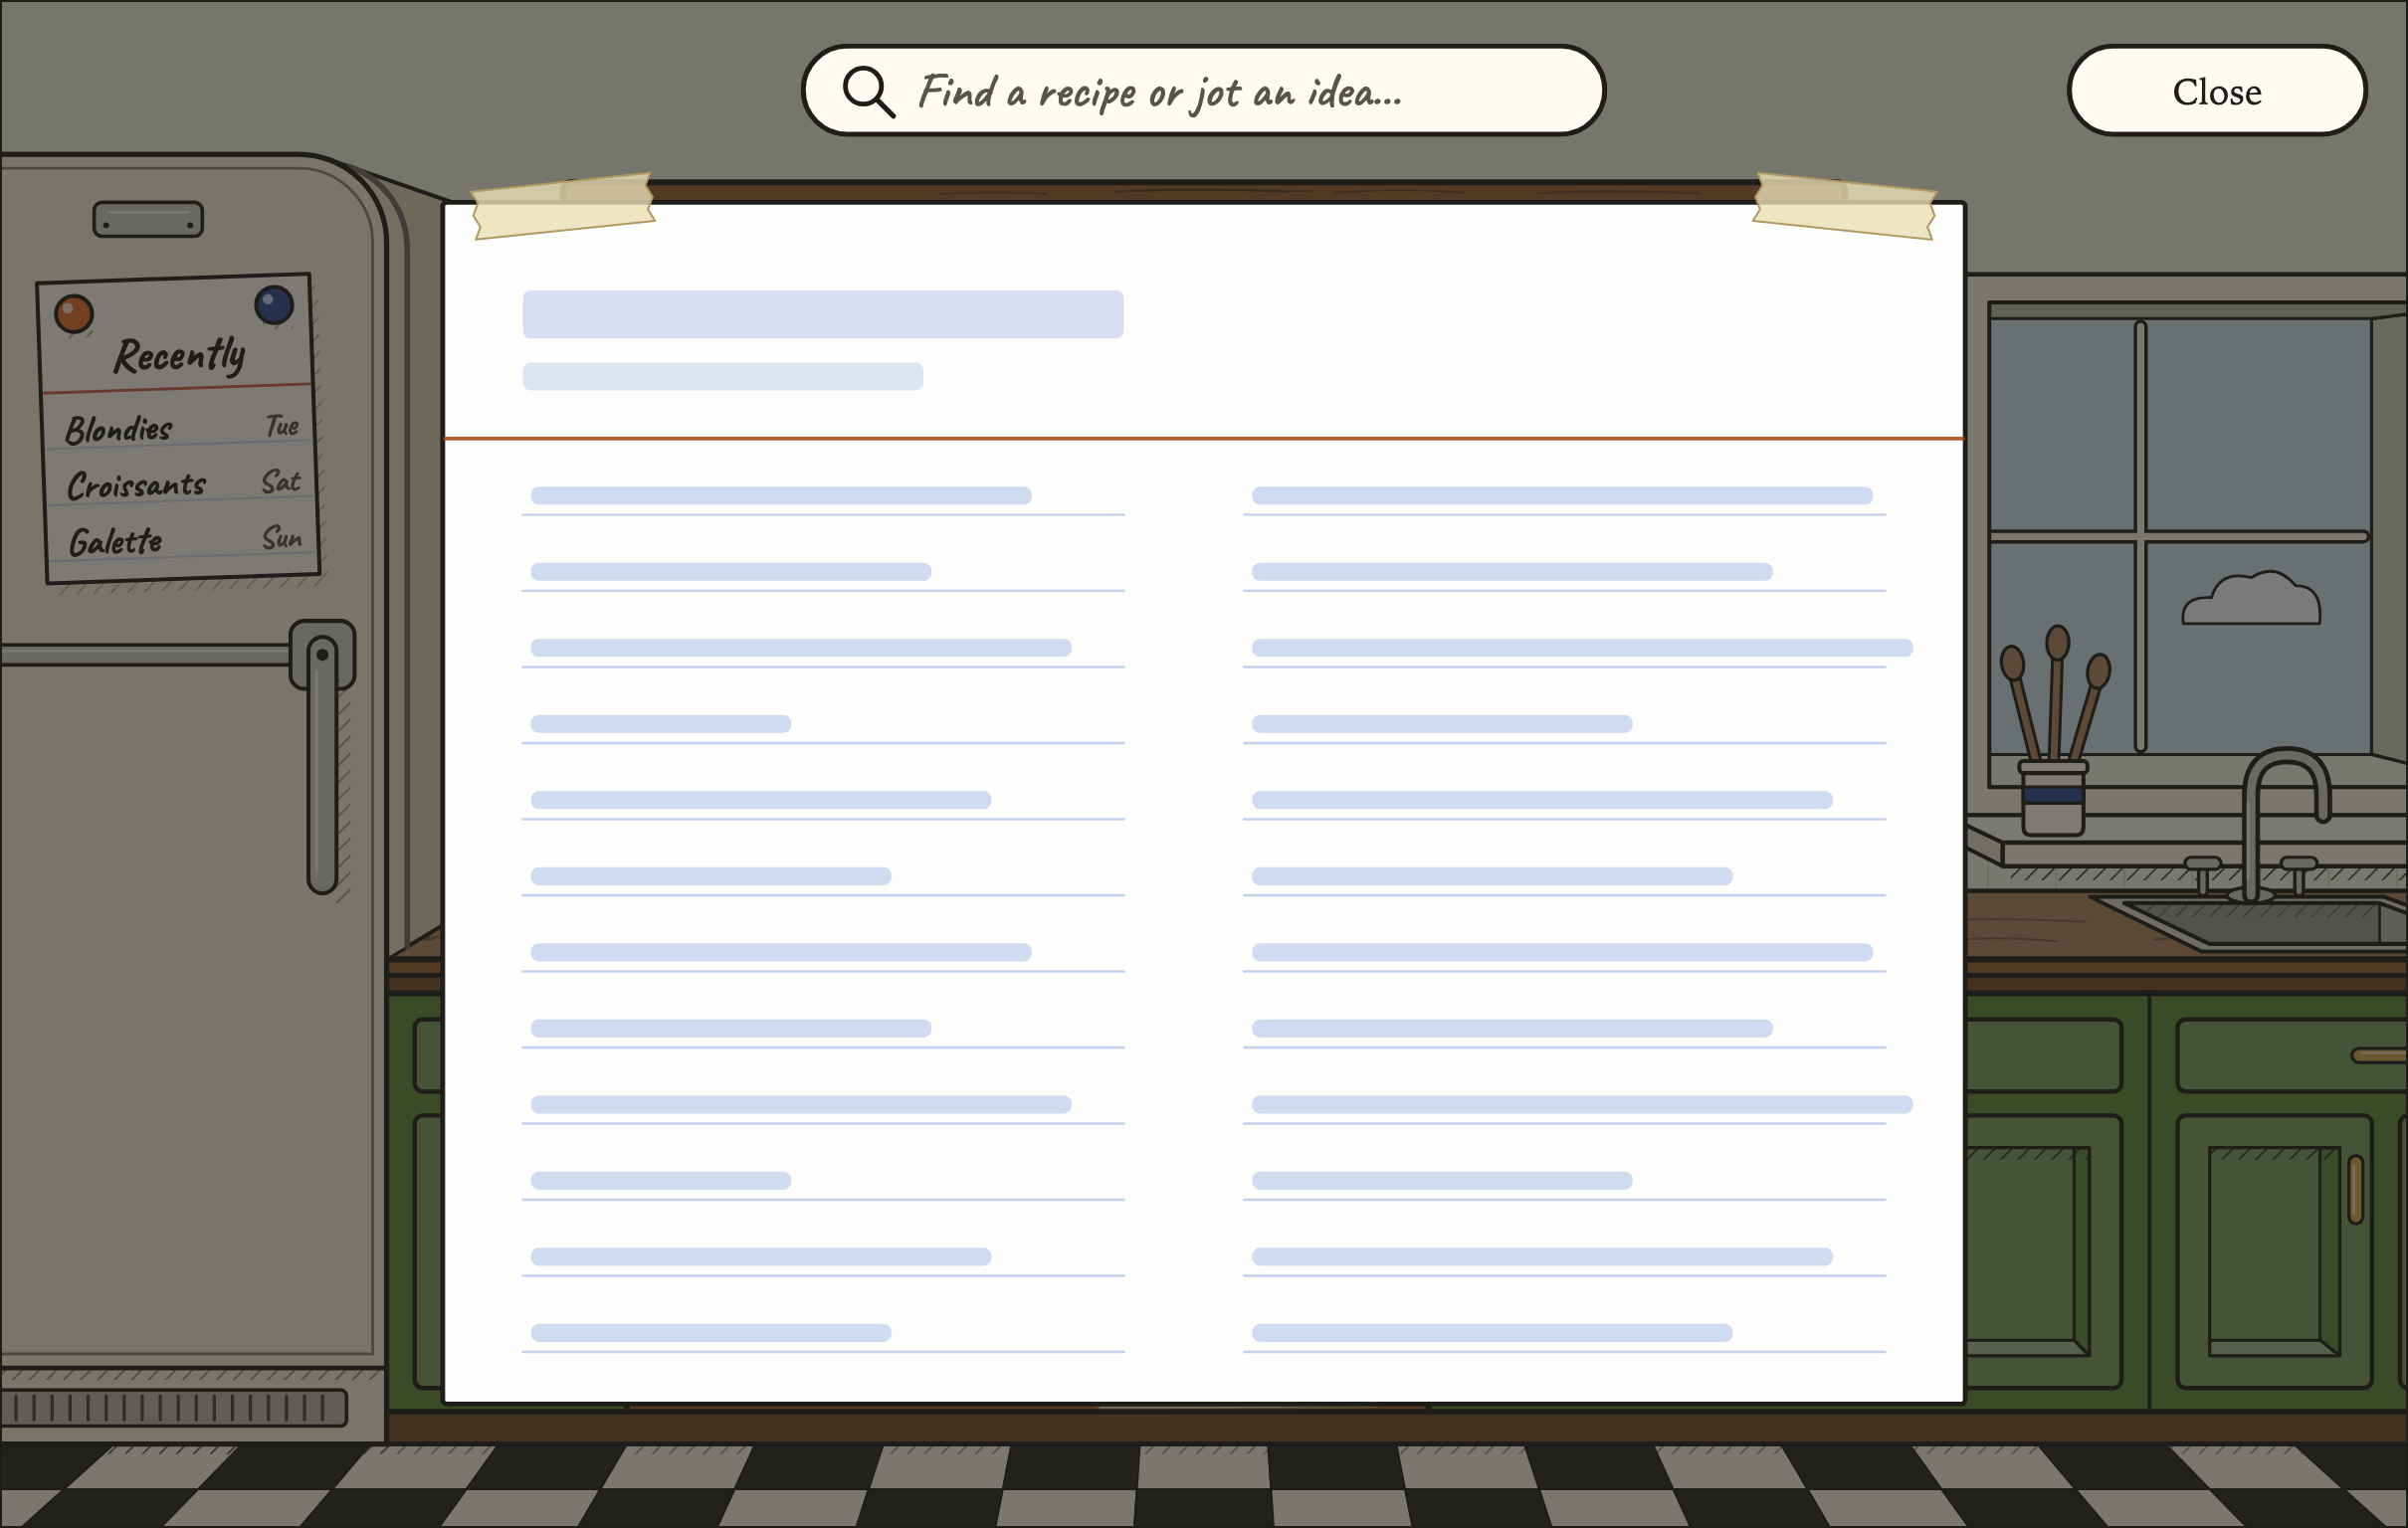 Find a recipe or jot an idea...
Close
Recently
Blondies Tue
Croissants Sat
Galette Sun